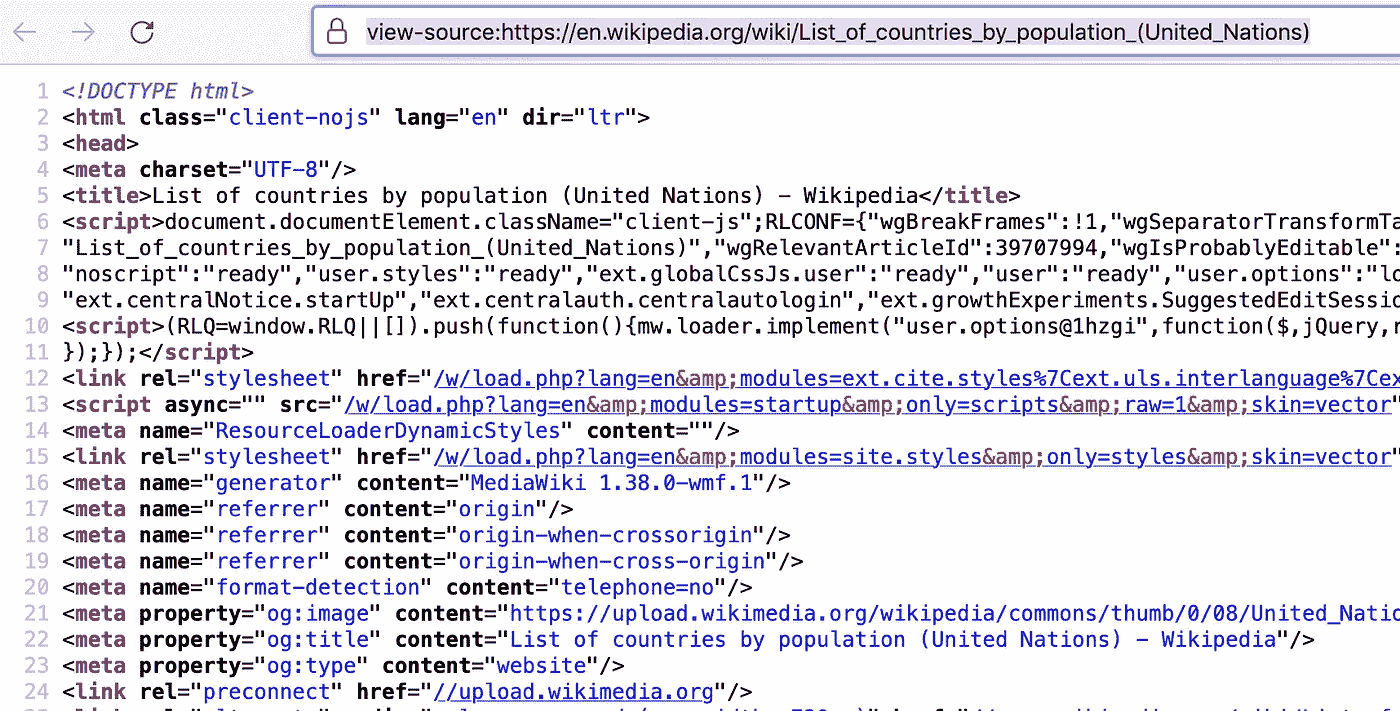 view-source:https://en.wikipedia.org/wiki/List_of_countries_by_population_(United_Nations)
1 <!DOCTYPE html>
2 <html class="client-nojs" lang="en" dir="ltr">
3 <head>
4 <meta charset="UTF-8"/>
5 <title>List of countries by population (United Nations) - Wikipedia</title>
6 <script>document.documentElement.className="client-js";RLCONF={"wgBreakFrames":!1,"wgSeparatorTransformTa
7 "List_of_countries_by_population_(United_Nations)","wgRelevantArticleId":39707994,"wgIsProbablyEditable":
8 "noscript":"ready","user.styles":"ready","ext.globalCssJs.user":"ready","user":"ready","user.options":"lo
9 "ext.centralNotice.startUp","ext.centralauth.centralautologin","ext.growthExperiments.SuggestedEditSessio
10 <script>(RLQ=window.RLQ||[]).push(function(){mw.loader.implement("user.options@1hzgi",function($,jQuery,r
11 });});</script>
12 <link rel="stylesheet" href="/w/load.php?lang=en&amp;modules=ext.cite.styles%7Cext.uls.interlanguage%7Cex
13 <script async="" src="/w/load.php?lang=en&amp;modules=startup&amp;only=scripts&amp;raw=1&amp;skin=vector"
14 <meta name="ResourceLoaderDynamicStyles" content=""/>
15 <link rel="stylesheet" href="/w/load.php?lang=en&amp;modules=site.styles&amp;only=styles&amp;skin=vector"
16 <meta name="generator" content="MediaWiki 1.38.0-wmf.1"/>
17 <meta name="referrer" content="origin"/>
18 <meta name="referrer" content="origin-when-crossorigin"/>
19 <meta name="referrer" content="origin-when-cross-origin"/>
20 <meta name="format-detection" content="telephone=no"/>
21 <meta property="og:image" content="https://upload.wikimedia.org/wikipedia/commons/thumb/0/08/United_Natio
22 <meta property="og:title" content="List of countries by population (United Nations) - Wikipedia"/>
23 <meta property="og:type" content="website"/>
24 <link rel="preconnect" href="//upload.wikimedia.org"/>